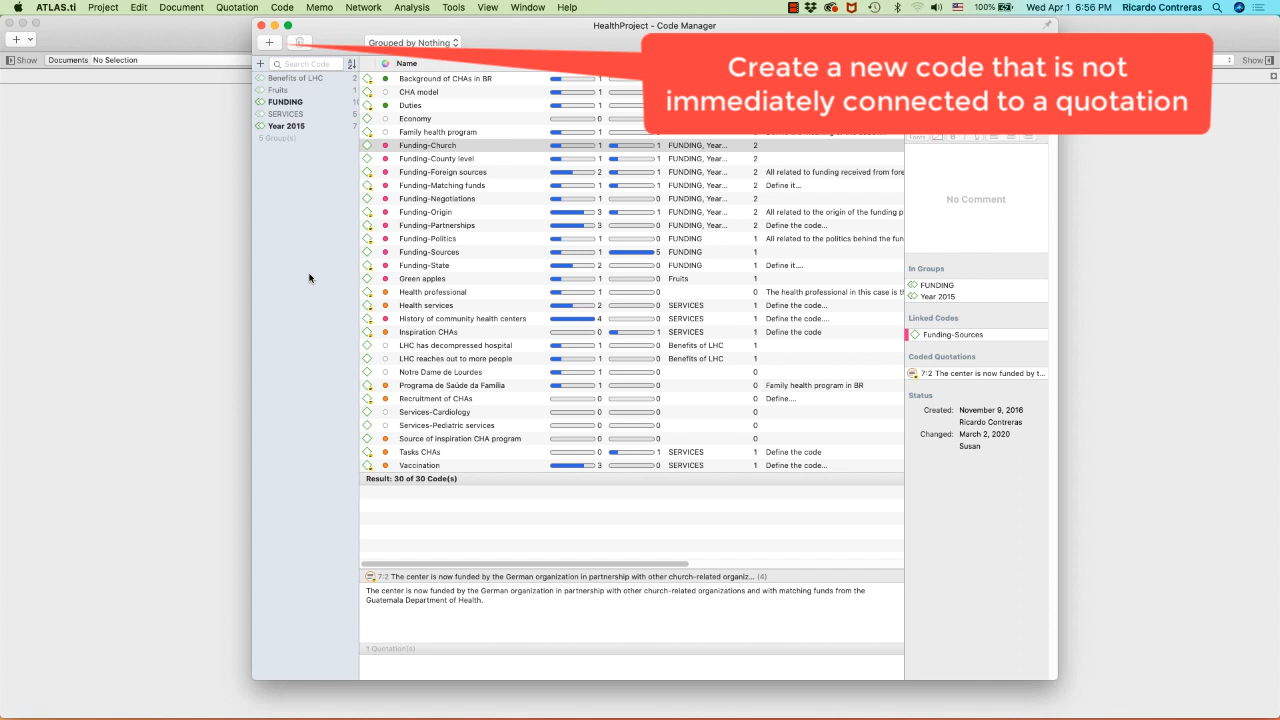 ATLAS.ti Project Edit Document Quotation Code Memo Network Analysis Tools View Window Help 100% Wed Apr 1 6:56 PM Ricardo Contreras
HealthProject - Code Manager
Grouped by Nothing
Show Documents No Selection
Show
Search Code
Name
Create a new code that is not
immediately connected to a quotation
Benefits of LHC 2
Fruits 1
FUNDING
SERVICES 5
Year 2015 7
5 Group(s)
Background of CHAs in BR 1
CHA model 1
Duties 1
Economy 0
Family health program 1
Funding-Church 1 1 FUNDING, Year... 2
Funding-County level 1 1 FUNDING, Year... 2
Funding-Foreign sources 2 1 FUNDING, Year... 2 All related to funding received from fore
Funding-Matching funds 1 1 FUNDING, Year... 2 Define it...
Funding-Negotiations 1 0 FUNDING, Year... 2
Funding-Origin 3 1 FUNDING, Year... 2 All related to the origin of the funding p
Funding-Partnerships 3 0 FUNDING, Year... 2 Define the code...
Funding-Politics 1 0 FUNDING 1 All related to the politics behind the fun
Funding-Sources 1 5 FUNDING 1
Funding-State 2 0 FUNDING 1 Define it....
Green apples 1 0 Fruits 1
Health professional 1 0 0 The health professional in this case is th
Health services 2 0 SERVICES 1 Define the code...
History of community health centers 4 0 SERVICES 1 Define the code....
Inspiration CHAs 0 1 SERVICES 1 Define the code
LHC has decompressed hospital 1 0 Benefits of LHC 1
LHC reaches out to more people 1 0 Benefits of LHC 1
Notre Dame de Lourdes 1 0 0
Programa de Saúde da Família 1 0 0 Family health program in BR
Recruitment of CHAs 0 0 0 Define....
Services-Cardiology 0 0 0
Services-Pediatric services 0 0 0
Source of inspiration CHA program 0 0 0
Tasks CHAs 0 1 SERVICES 1 Define the code
Vaccination 3 0 SERVICES 1 Define the code...
Result: 30 of 30 Code(s)
7:2 The center is now funded by the German organization in partnership with other church-related organiz... (4)
The center is now funded by the German organization in partnership with other church-related organizations and with matching funds from the
Guatemala Department of Health.
1 Quotation(s)
No Comment
In Groups
FUNDING
Year 2015
Linked Codes
Funding-Sources
Coded Quotations
7:2 The center is now funded by t...
Status
Created: November 9, 2016
Ricardo Contreras
Changed: March 2, 2020
Susan